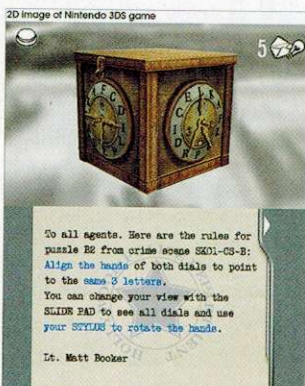 2D image of Nintendo 3DS game
5
To all agents. Here are the rules for
puzzle B2 from crime scene SKC1-CS-B:
Align the hands of both dials to point
to the same 3 letters.
You can change your view with the
SLIDE PAD to see all dials and use
your STYLUS to rotate the hands.
Lt. Matt Booker